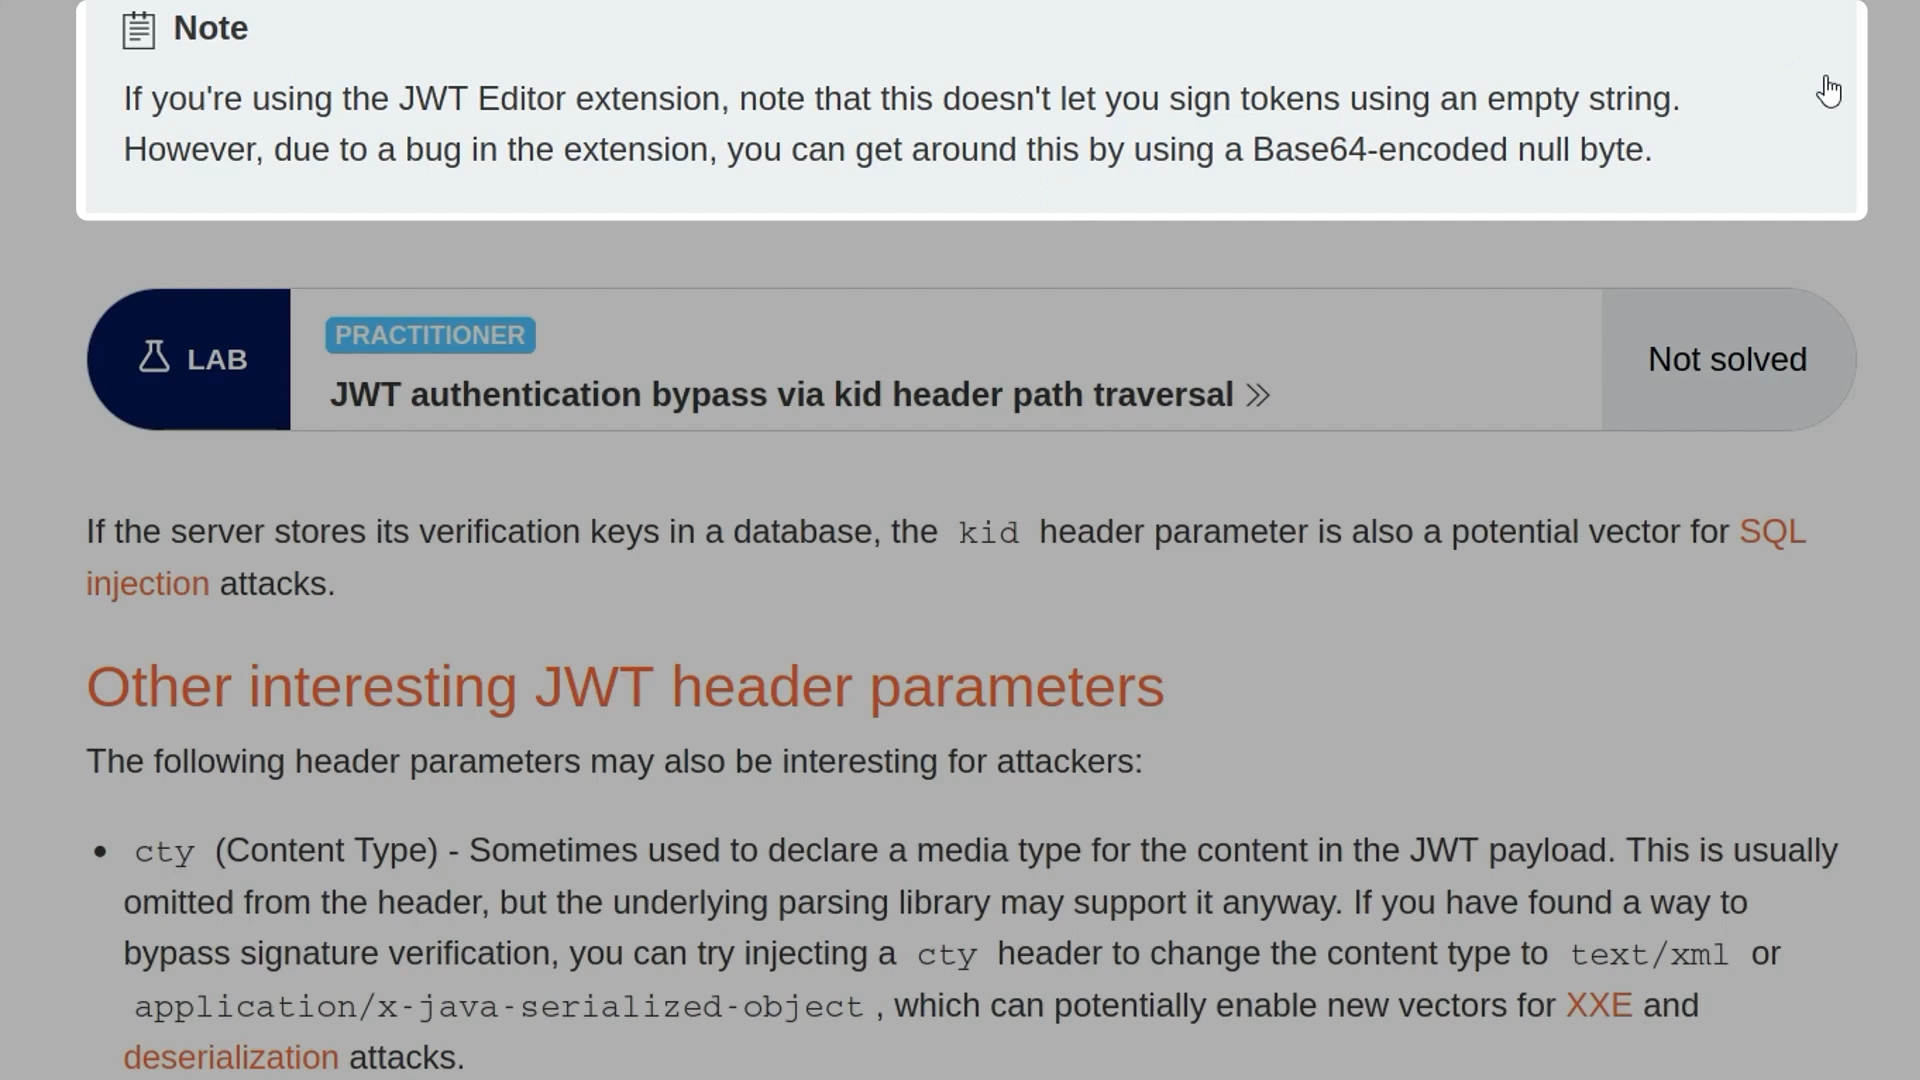 Note
If you're using the JWT Editor extension, note that this doesn't let you sign tokens using an empty string.
However, due to a bug in the extension, you can get around this by using a Base64-encoded null byte.
LAB
PRACTITIONER
JWT authentication bypass via kid header path traversal »
Not solved
If the server stores its verification keys in a database, the kid header parameter is also a potential vector for SQL
injection attacks.
Other interesting JWT header parameters
The following header parameters may also be interesting for attackers:
• cty (Content Type) - Sometimes used to declare a media type for the content in the JWT payload. This is usually
omitted from the header, but the underlying parsing library may support it anyway. If you have found a way to
bypass signature verification, you can try injecting a cty header to change the content type to text/xml or
application/x-java-serialized-object , which can potentially enable new vectors for XXE and
deserialization attacks.